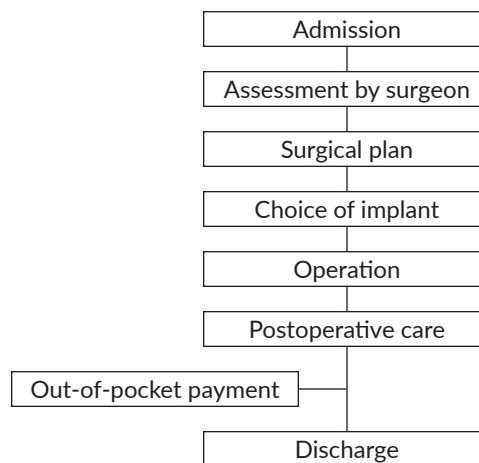 Admission
Assessment by surgeon
Surgical plan
Choice of implant
Operation
Postoperative care
Out-of-pocket payment
Discharge